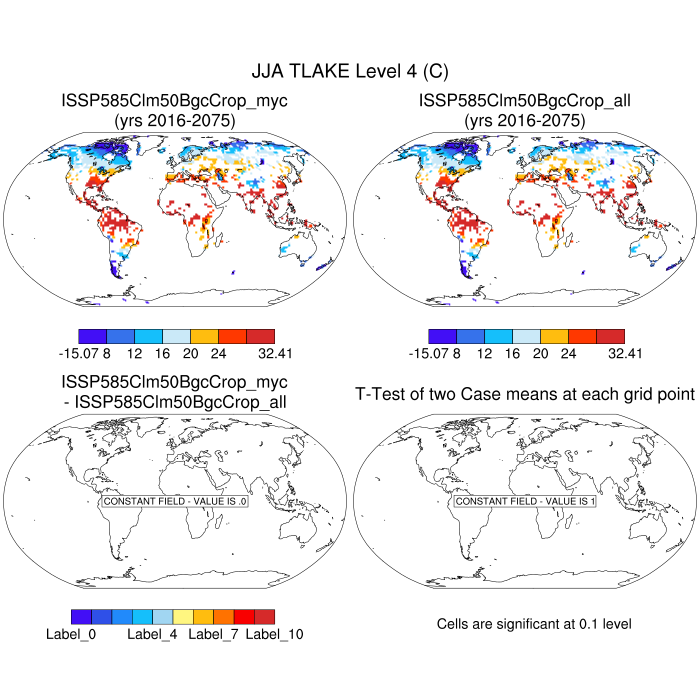 JJA TLAKE Level 4 (C)
ISSP585Clm50BgcCrop_myc
(yrs 2016-2075)
ISSP585Clm50BgcCrop_all
(yrs 2016-2075)
-15.07 8 12 16 20 24 32.41
-15.07 8 12 16 20 24 32.41
ISSP585Clm50BgcCrop_myc
- ISSP585Clm50BgcCrop_all
T-Test of two Case means at each grid point
CONSTANT FIELD - VALUE IS .0
CONSTANT FIELD - VALUE IS 1
Label_0 Label_4 Label_7 Label_10
Cells are significant at 0.1 level